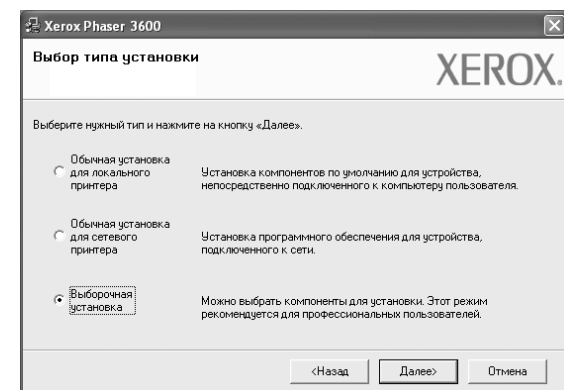 Xerox Phaser 3600
Выбор типа установки
XEROX.
Выберите нужный тип и нажмите на кнопку «Далее».
Обычная установка
для локального
принтера
Установка компонентов по умолчанию для устройства,
непосредственно подключенного к компьютеру пользователя.
Обычная установка
для сетевого
принтера
Установка программного обеспечения для устройства,
подключенного к сети.
Выборочная
установка
Можно выбрать компоненты для установки. Этот режим
рекомендуется для профессиональных пользователей.
<Назад
Далее>
Отмена